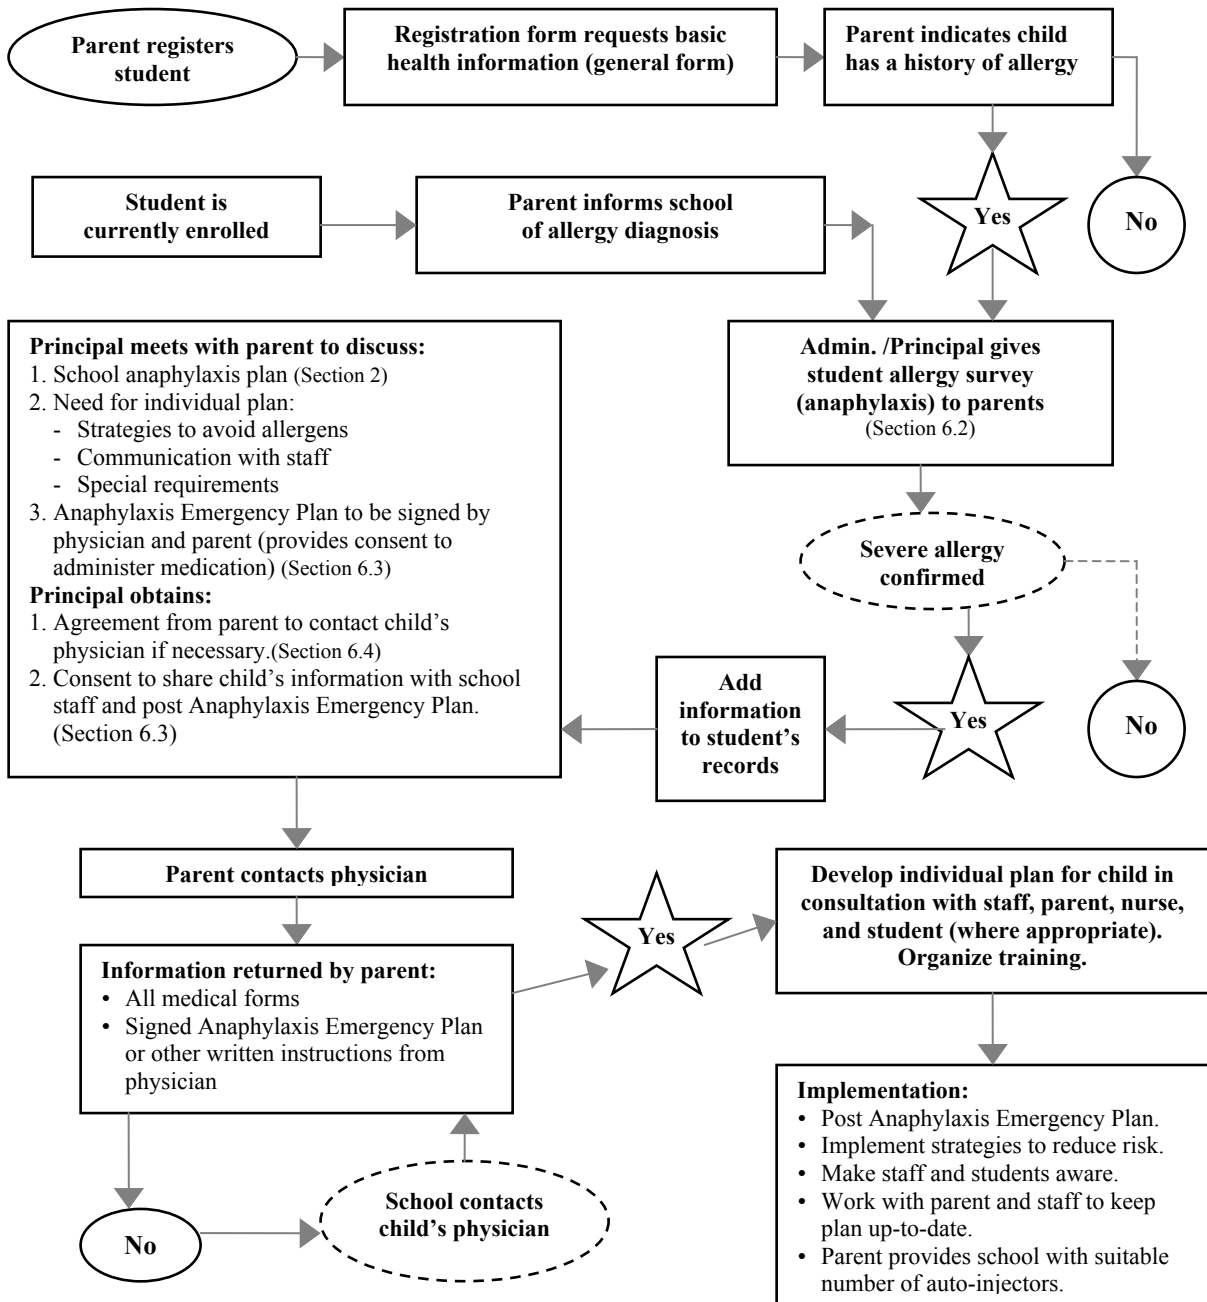 Parent registers
student
Registration form requests basic
health information (general form)
Parent indicates child
has a history of allergy
Yes
No
Student is
currently enrolled
Parent informs school
of allergy diagnosis
Admin. /Principal gives
student allergy survey
(anaphylaxis) to parents
(Section 6.2)
Severe allergy
confirmed
Yes
No
Add
information
to student's
records
Principal meets with parent to discuss:
1. School anaphylaxis plan (Section 2)
2. Need for individual plan:
- Strategies to avoid allergens
- Communication with staff
- Special requirements
3. Anaphylaxis Emergency Plan to be signed by
physician and parent (provides consent to
administer medication) (Section 6.3)
Principal obtains:
1. Agreement from parent to contact child's
physician if necessary.(Section 6.4)
2. Consent to share child's information with school
staff and post Anaphylaxis Emergency Plan.
(Section 6.3)
Parent contacts physician
Information returned by parent:
• All medical forms
• Signed Anaphylaxis Emergency Plan
or other written instructions from
physician
No
School contacts
child's physician
Yes
Develop individual plan for child in
consultation with staff, parent, nurse,
and student (where appropriate).
Organize training.
Implementation:
• Post Anaphylaxis Emergency Plan.
• Implement strategies to reduce risk.
• Make staff and students aware.
• Work with parent and staff to keep
plan up-to-date.
• Parent provides school with suitable
number of auto-injectors.